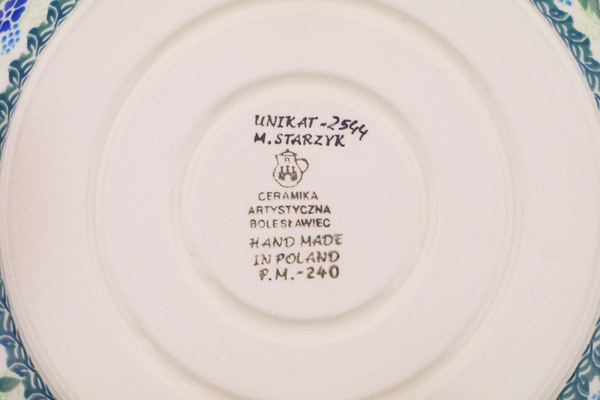 UNIKAT-2544
M. STARZYK
CERAMIKA
ARTYSTYCZNA
BOLESŁAWIEC
HAND MADE
IN POLAND
P.M.-240